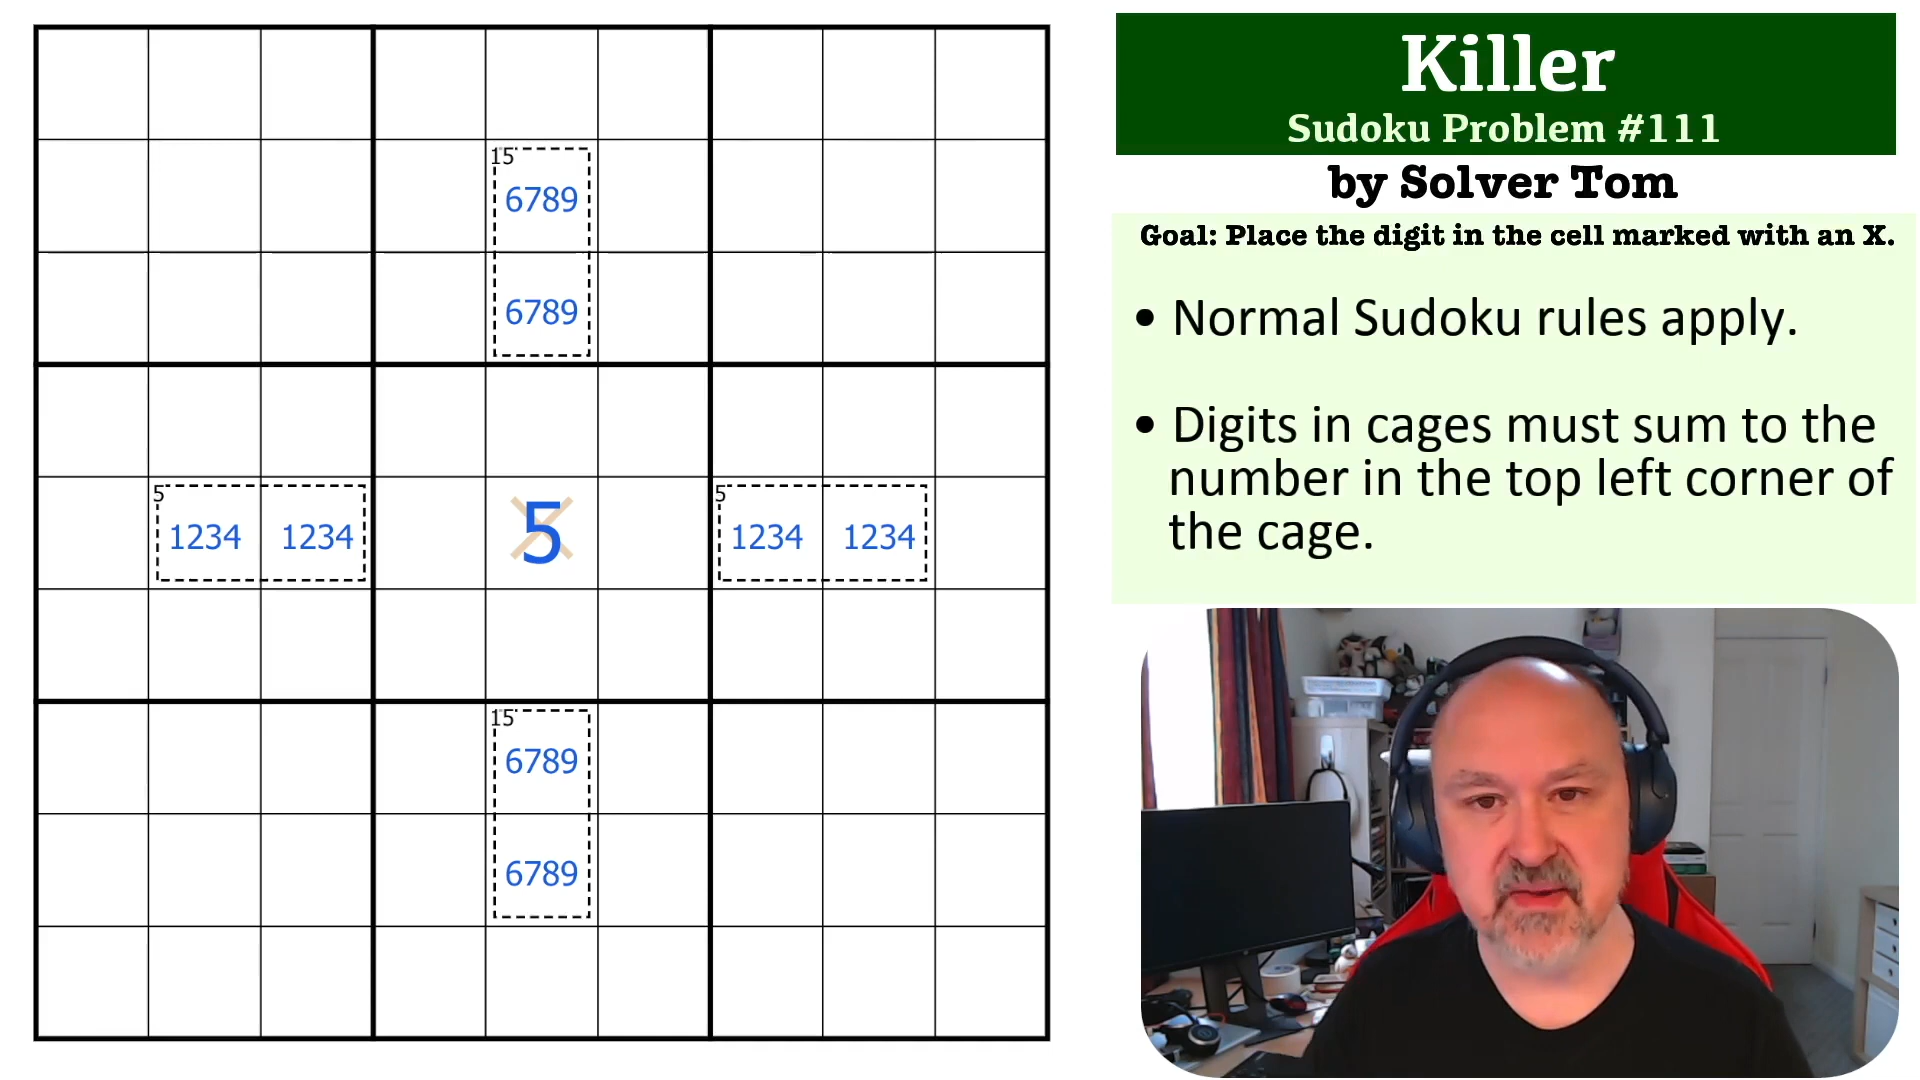 Killer
Sudoku Problem #111
by Solver Tom
Goal: Place the digit in the cell marked with an X.
• Normal Sudoku rules apply.
• Digits in cages must sum to the
number in the top left corner of
the cage.
15
6789
6789
5
1234 1234
5
5
1234 1234
15
6789
6789